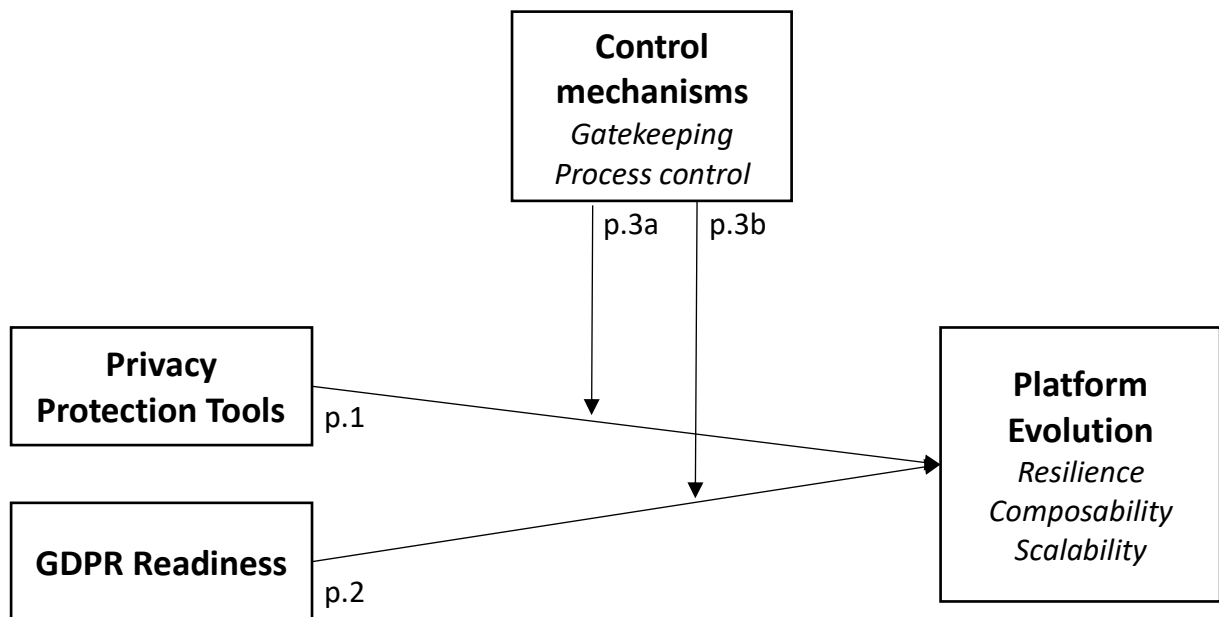 Control
mechanisms
Gatekeeping
Process control
p.3a
p.3b
Privacy
Protection Tools
p.1
GDPR Readiness
p.2
Platform
Evolution
Resilience
Composability
Scalability